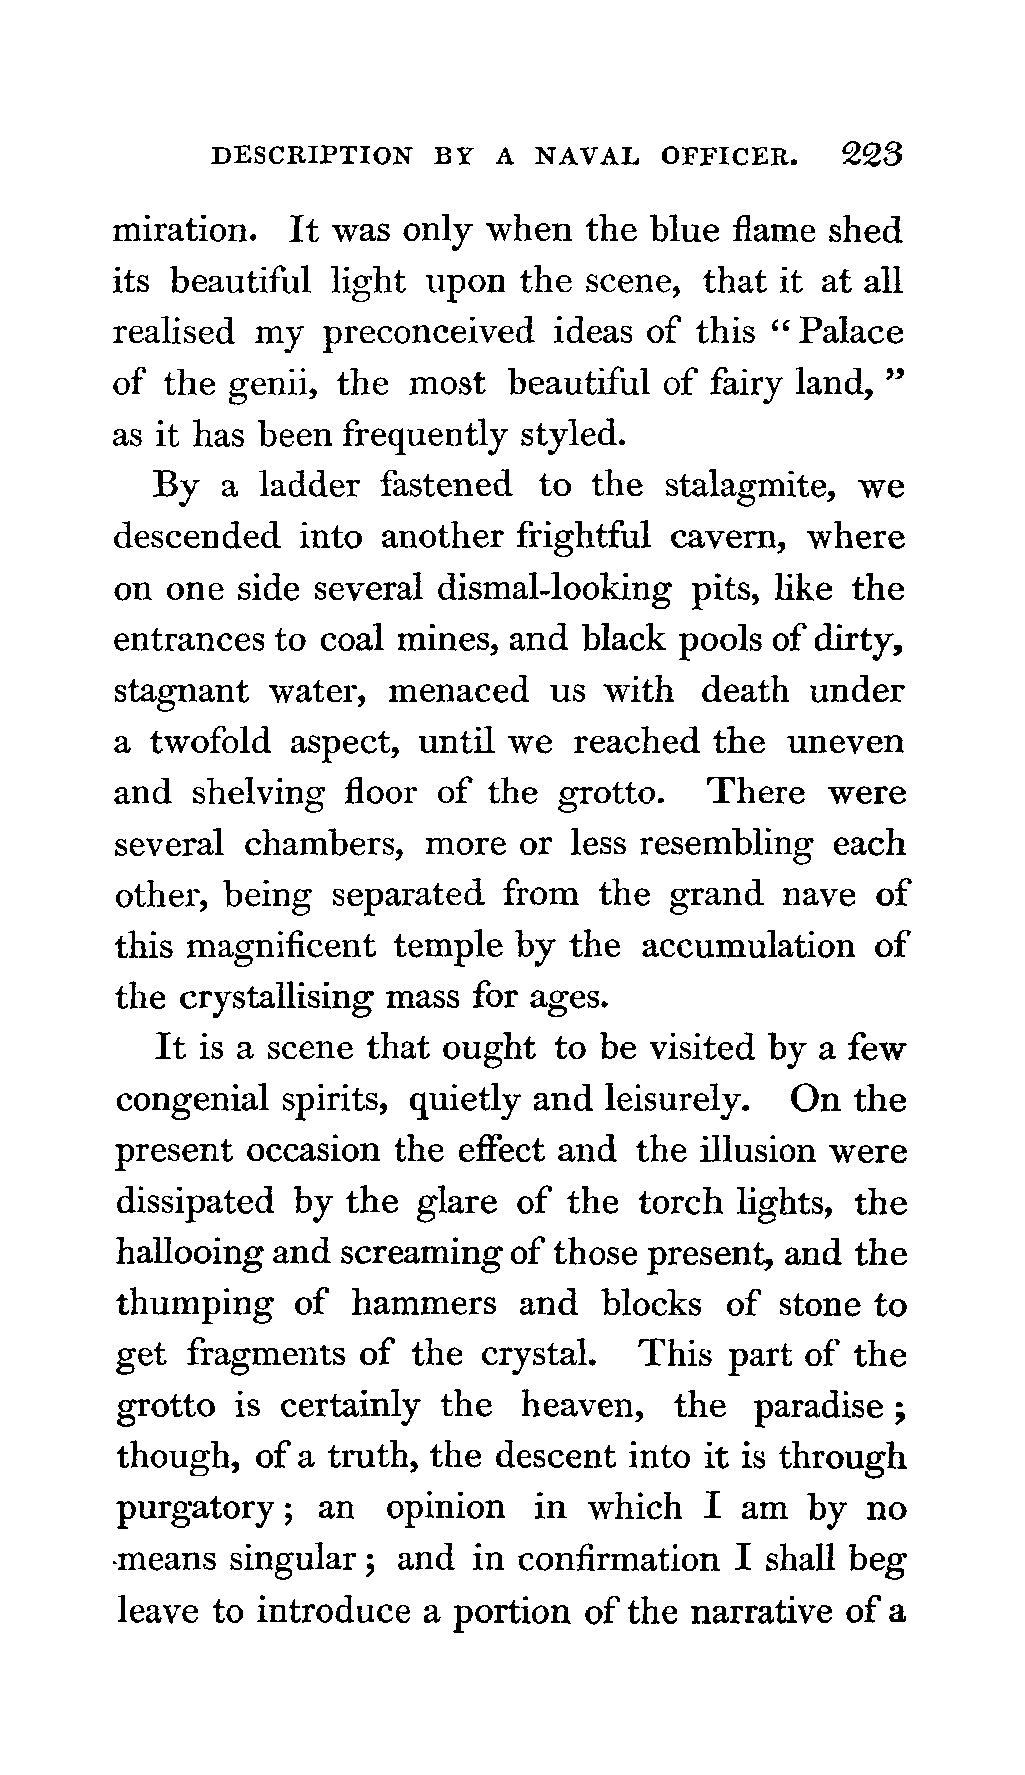 DESCRIPTION BY A NAVAL OFFICER. 223
miration. It was only when the blue flame shed
its beautiful light upon the scene, that it at all
realised my preconceived ideas of this “ Palace
of the genii, the most beautiful of fairy land, ”
as it has been frequently styled.
By a ladder fastened to the stalagmite, we
descended into another frightful cavern, where
on one side several dismal-looking pits, like the
entrances to coal mines, and black pools of dirty,
stagnant water, menaced us with death under
a twofold aspect, until we reached the uneven
and shelving floor of the grotto. There were
several chambers, more or less resembling each
other, being separated from the grand nave of
this magnificent temple by the accumulation of
the crystallising mass for ages.
It is a scene that ought to be visited by a few
congenial spirits, quietly and leisurely. On the
present occasion the effect and the illusion were
dissipated by the glare of the torch lights, the
hallooing and screaming of those present, and the
thumping of hammers and blocks of stone to
get fragments of the crystal. This part of the
grotto is certainly the heaven, the paradise ;
though, of a truth, the descent into it is through
purgatory ; an opinion in which I am by no
means singular ; and in confirmation I shall beg
leave to introduce a portion of the narrative of a